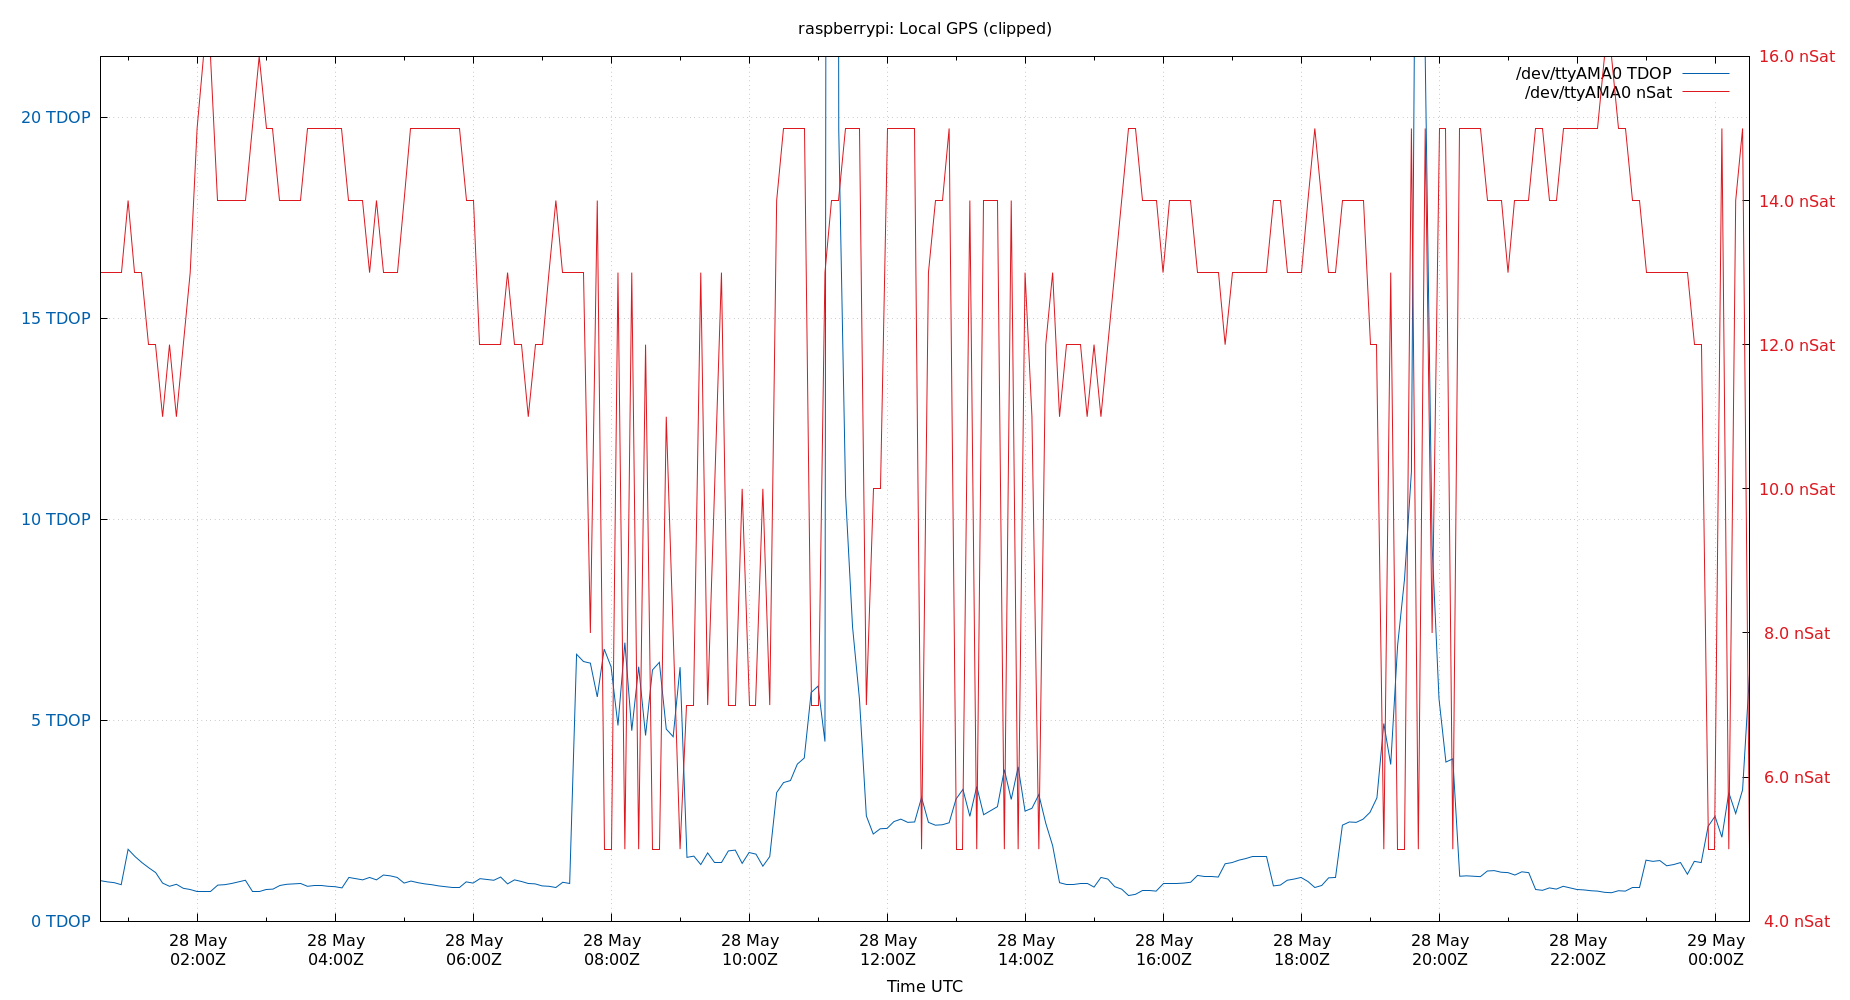 raspberrypi: Local GPS (clipped)
16.0 nSat
/dev/ttyAMA0 TDOP
/dev/ttyAMA0 nSat
20 TDOP
14.0 nSat
15 TDOP
12.0 nSat
10.0 nSat
10 TDOP
8.0 nSat
5 TDOP
6.0 nSat
0 TDOP
4.0 nSat
28 May 28 May 28 May 28 May 28 May 28 May 28 May 28 May 28 May 28 May 28 May 29 May
02:00Z 04:00Z 06:00Z 08:00Z 10:00Z 12:00Z 14:00Z 16:00Z 18:00Z 20:00Z 22:00Z 00:00Z
Time UTC